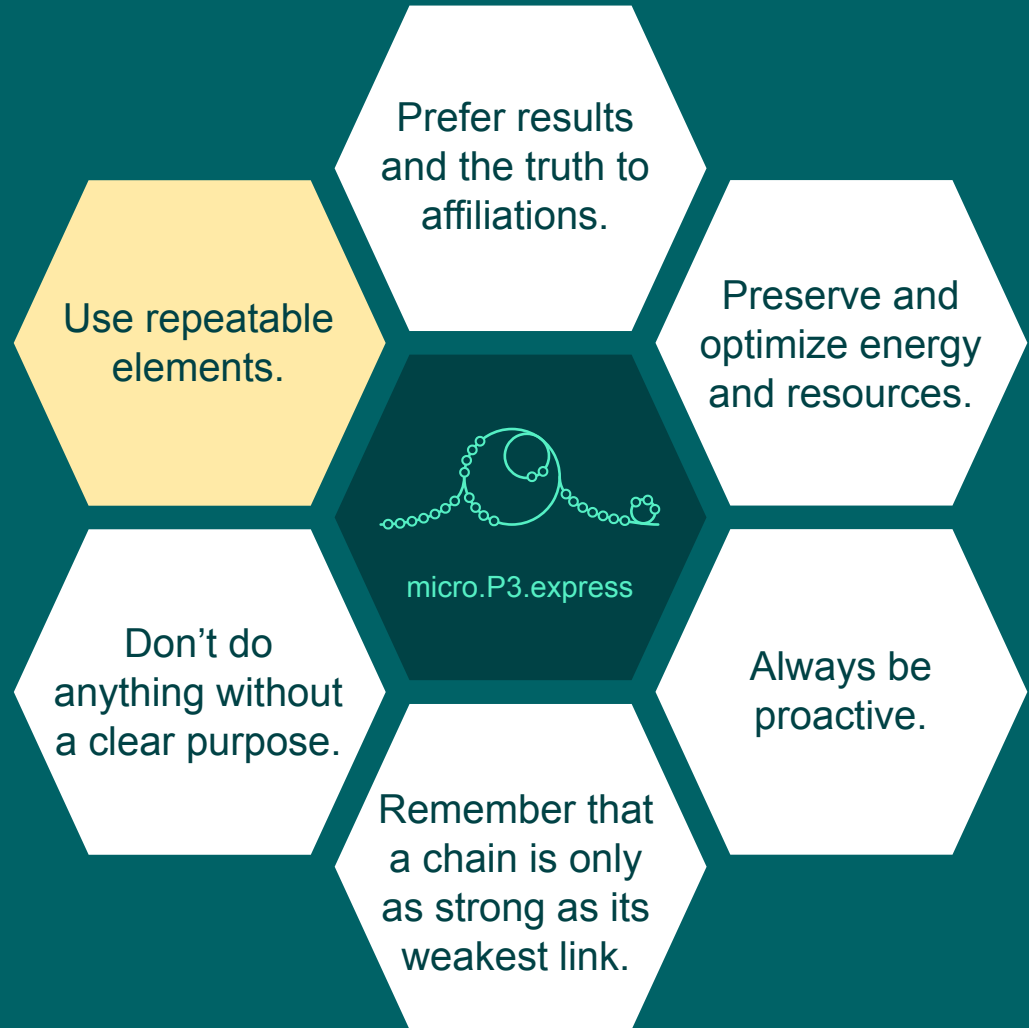 Prefer results
and the truth to
affiliations.
Preserve and
optimize energy
and resources.
Always be
proactive.
Remember that
a chain is only
as strong as its
weakest link.
Don’t do
anything without
a clear purpose.
Use repeatable
elements.
micro.P3.express